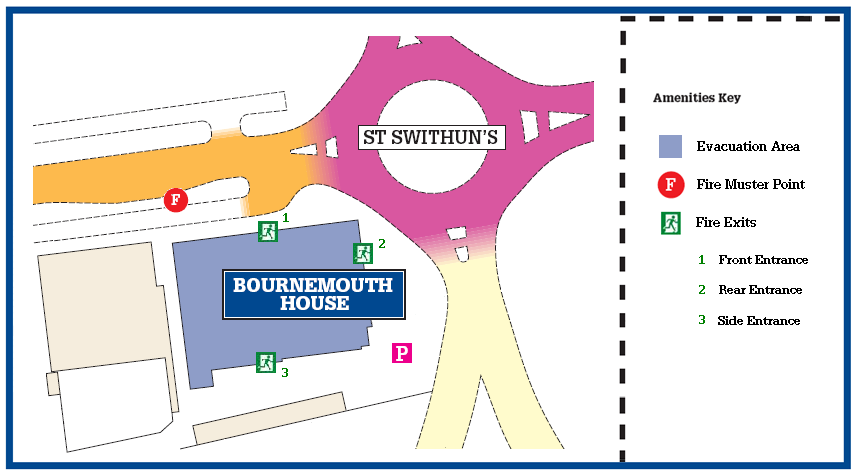 ST SWITHUN'S
F
1
2
BOURNEMOUTH
HOUSE
P
3
Amenities Key
Evacuation Area
F Fire Muster Point
Fire Exits
1 Front Entrance
2 Rear Entrance
3 Side Entrance